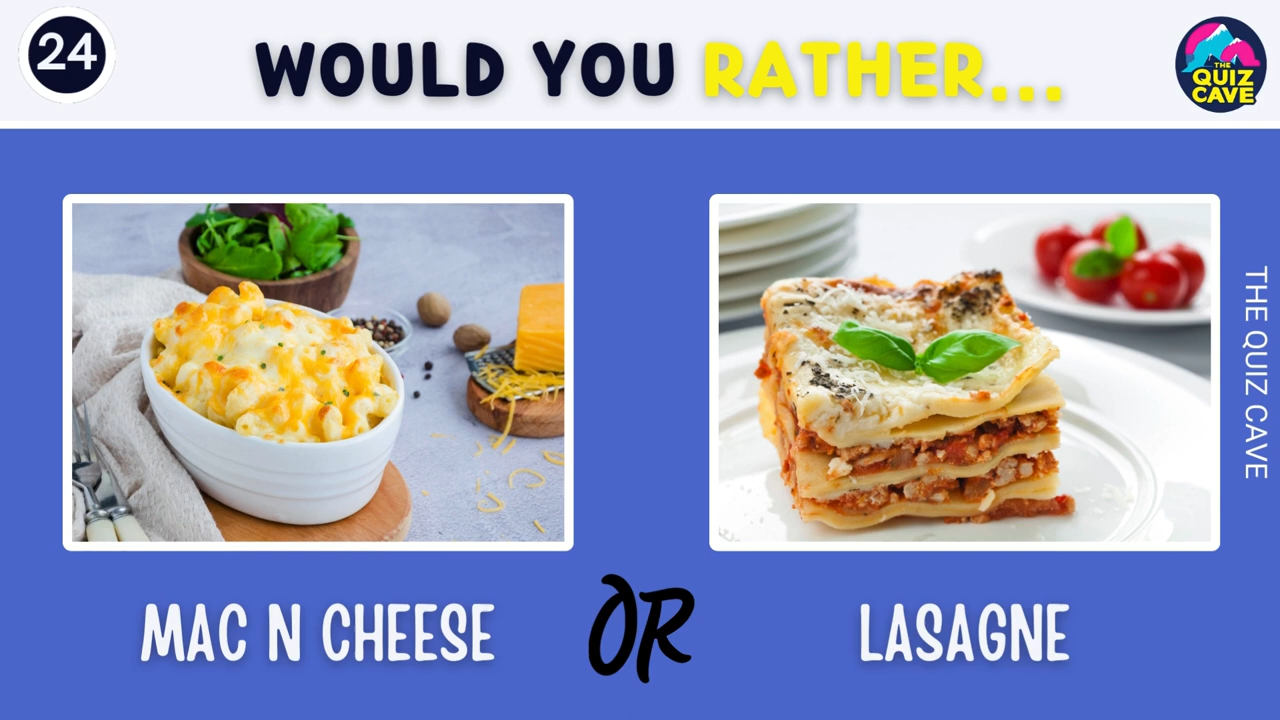 24
WOULD YOU RATHER...
THE
QUIZ
CAVE
THE QUIZ CAVE
MAC N CHEESE
OR
LASAGNE